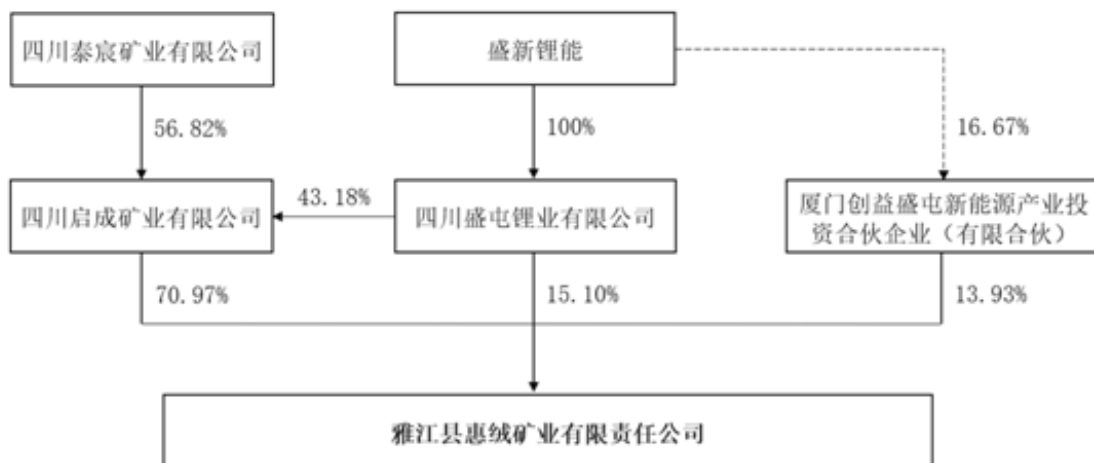 四川泰宸矿业有限公司
盛新锂能
56.82%
100%
16.67%
四川启成矿业有限公司
43.18%
四川盛屯锂业有限公司
厦门创益盛屯新能源产业投
资合伙企业（有限合伙）
70.97%
15.10%
13.93%
雅江县惠绒矿业有限责任公司